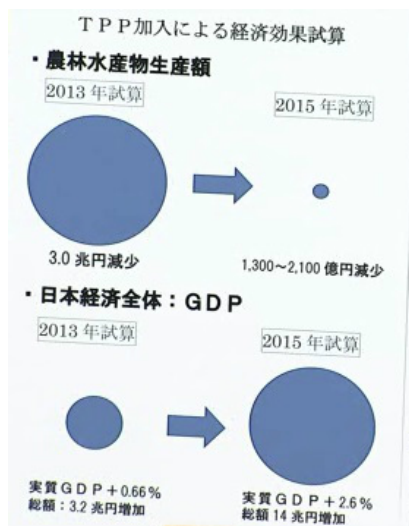 ＴＰＰ加入による経済効果試算
・農林水産物生産額
2013 年試算
2015 年試算
3.0 兆円減少
1,300～2,100 億円減少
・日本経済全体：ＧＤＰ
2013 年試算
2015 年試算
実質ＧＤＰ＋0.66％
総額：3.2 兆円増加
実質ＧＤＰ＋2.6％
総額 14 兆円増加